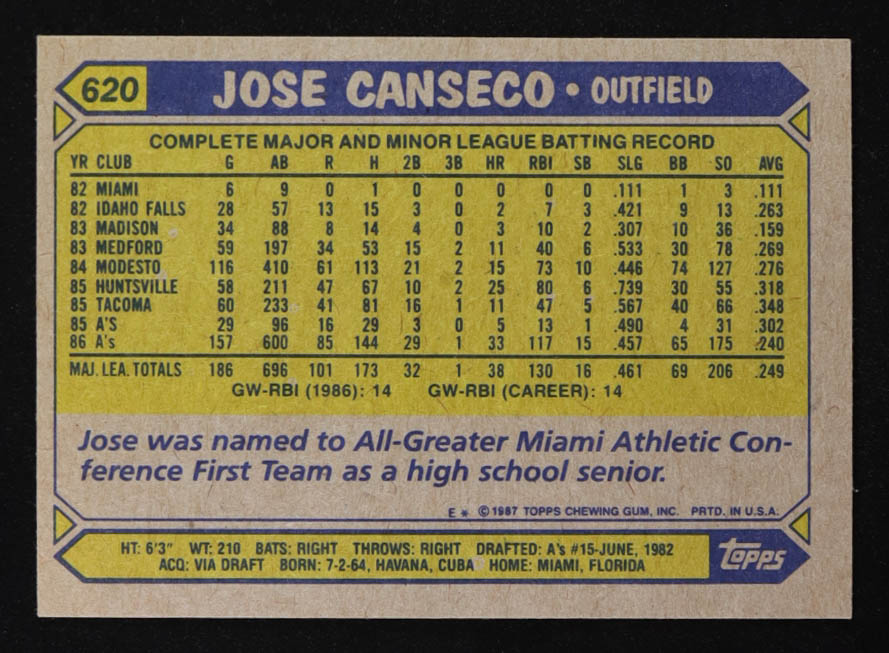 620 JOSE CANSECO • OUTFIELD
COMPLETE MAJOR AND MINOR LEAGUE BATTING RECORD
YR CLUB G AB R H 2B 3B HR RBI SB SLG BB SO AVG
82 MIAMI 6 9 0 1 0 0 0 0 0 .111 1 3 .111
82 IDAHO FALLS 28 57 13 15 3 0 2 7 3 .421 9 13 .263
83 MADISON 34 88 8 14 4 0 3 10 2 .307 10 36 .159
83 MEDFORD 59 197 34 53 15 2 11 40 6 .533 30 78 .269
84 MODESTO 116 410 61 113 21 2 15 73 10 .446 74 127 .276
85 HUNTSVILLE 58 211 47 67 10 2 25 80 6 .739 30 55 .318
85 TACOMA 60 233 41 81 16 1 11 47 5 .567 40 66 .348
85 A'S 29 96 16 29 3 0 5 13 1 .490 4 31 .302
86 A's 157 600 85 144 29 1 33 117 15 .457 65 175 .240
MAJ. LEA. TOTALS 186 696 101 173 32 1 38 130 16 .461 69 206 .249
GW-RBI (1986): 14 GW-RBI (CAREER): 14
Jose was named to All-Greater Miami Athletic Con-
ference First Team as a high school senior.
E * ©1987 TOPPS CHEWING GUM, INC. PRTD. IN U.S.A.
HT: 6'3" WT: 210 BATS: RIGHT THROWS: RIGHT DRAFTED: A's #15-JUNE, 1982
ACQ: VIA DRAFT BORN: 7-2-64, HAVANA, CUBA HOME: MIAMI, FLORIDA
topps